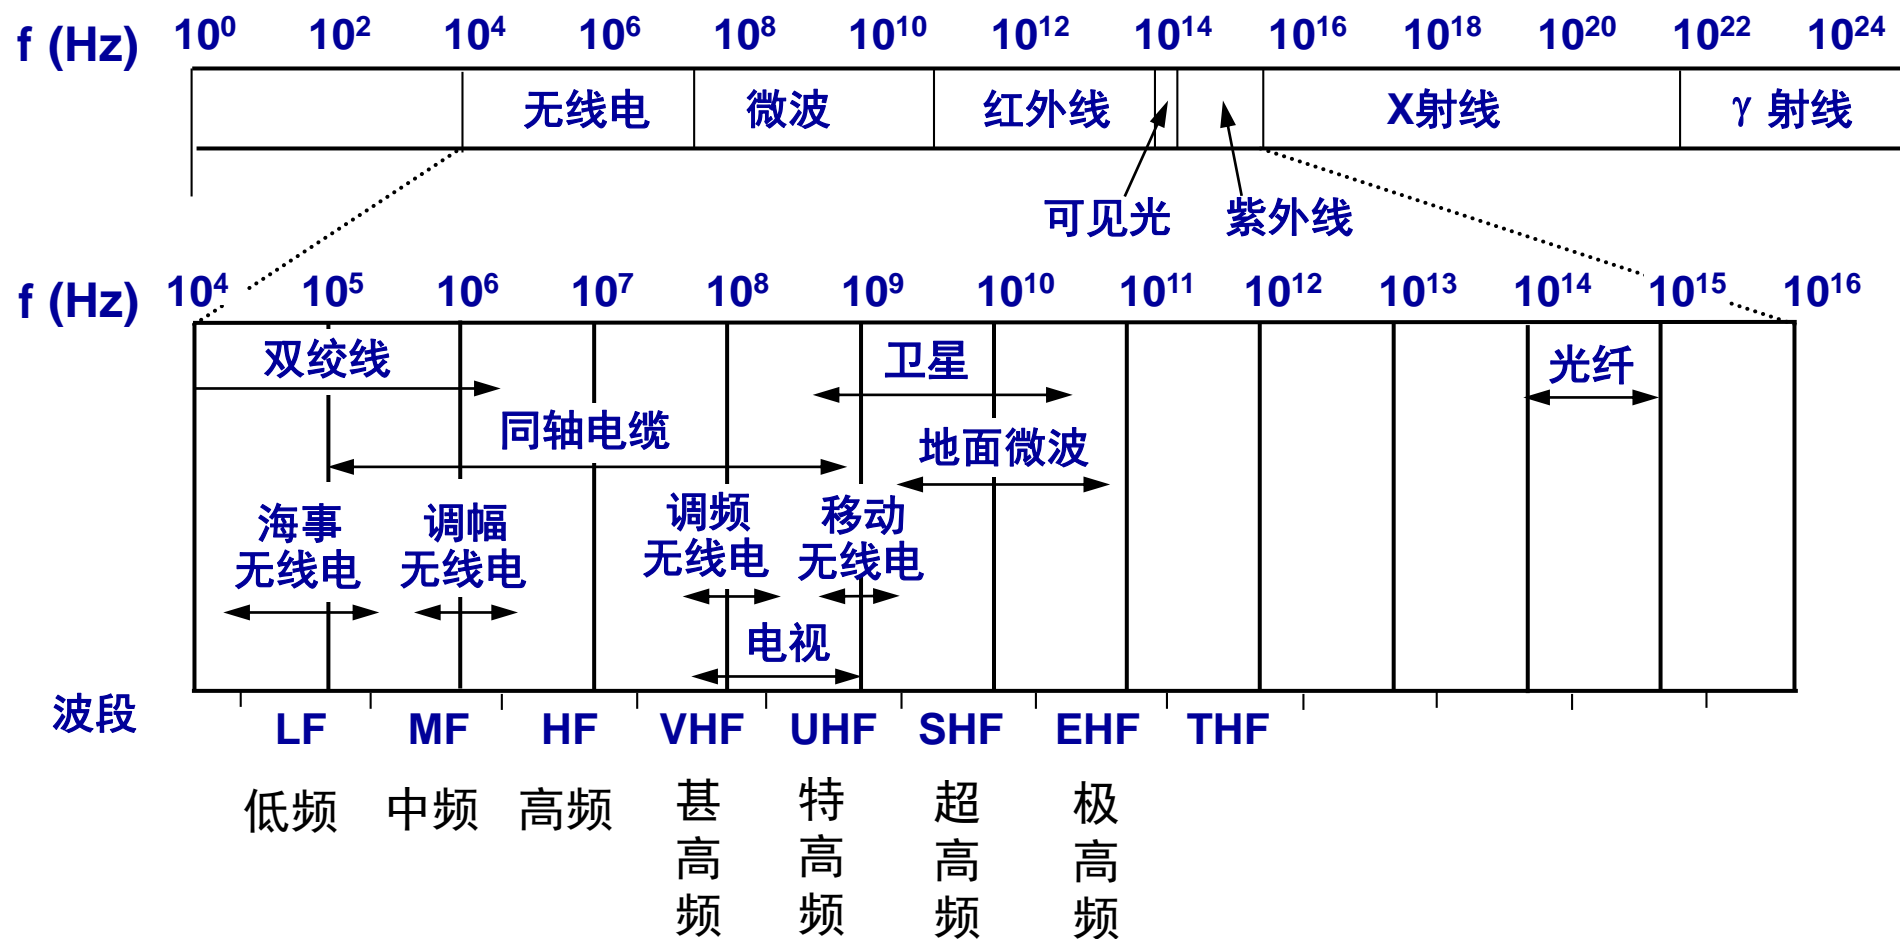 f (Hz) 10⁰ 10² 10⁴ 10⁶ 10⁸ 10¹⁰ 10¹² 10¹⁴ 10¹⁶ 10¹⁸ 10²⁰ 10²² 10²⁴
无线电 微波 红外线 X射线 γ 射线
可见光 紫外线
f (Hz) 10⁴ 10⁵ 10⁶ 10⁷ 10⁸ 10⁹ 10¹⁰ 10¹¹ 10¹² 10¹³ 10¹⁴ 10¹⁵ 10¹⁶
双绞线 卫星 光纤
同轴电缆 地面微波
海事
无线电
调幅
无线电
调频
无线电
移动
无线电
电视
波段 LF MF HF VHF UHF SHF EHF THF
低频 中频 高频 甚高频 特高频 超高频 极高频